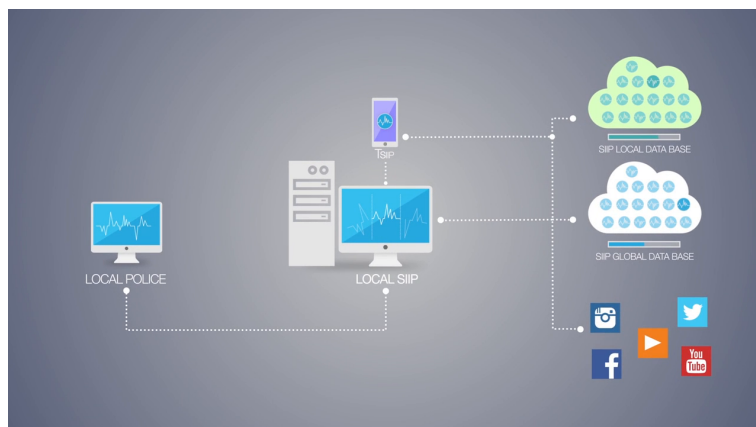 TSIP
SIIP LOCAL DATA BASE
SIIP GLOBAL DATA BASE
LOCAL POLICE
LOCAL SIIP
f
You
Tube